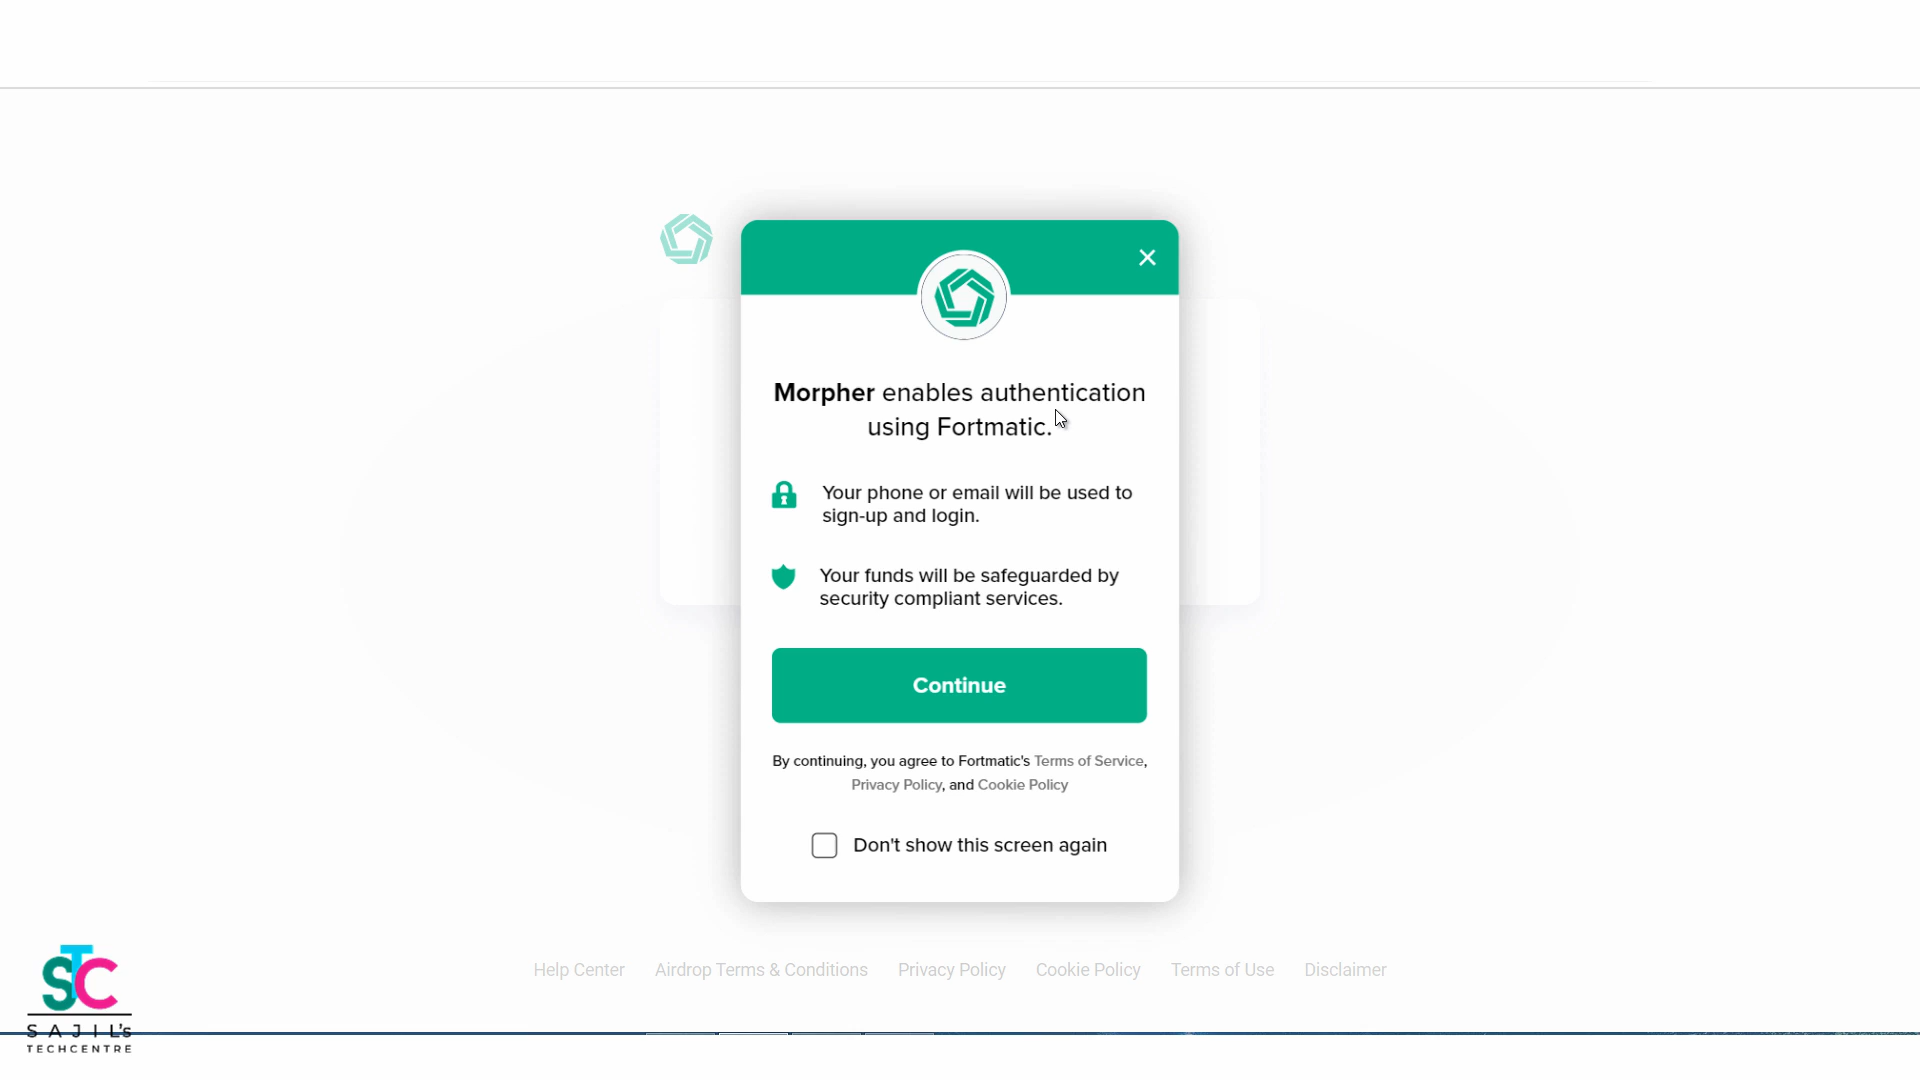 Morpher enables authentication
using Fortmatic.
Your phone or email will be used to
sign-up and login.
Your funds will be safeguarded by
security compliant services.
Continue
By continuing, you agree to Fortmatic's Terms of Service,
Privacy Policy, and Cookie Policy
Don't show this screen again
Help Center Airdrop Terms & Conditions Privacy Policy Cookie Policy Terms of Use Disclaimer
STC
SAJIL's
TECHCENTRE